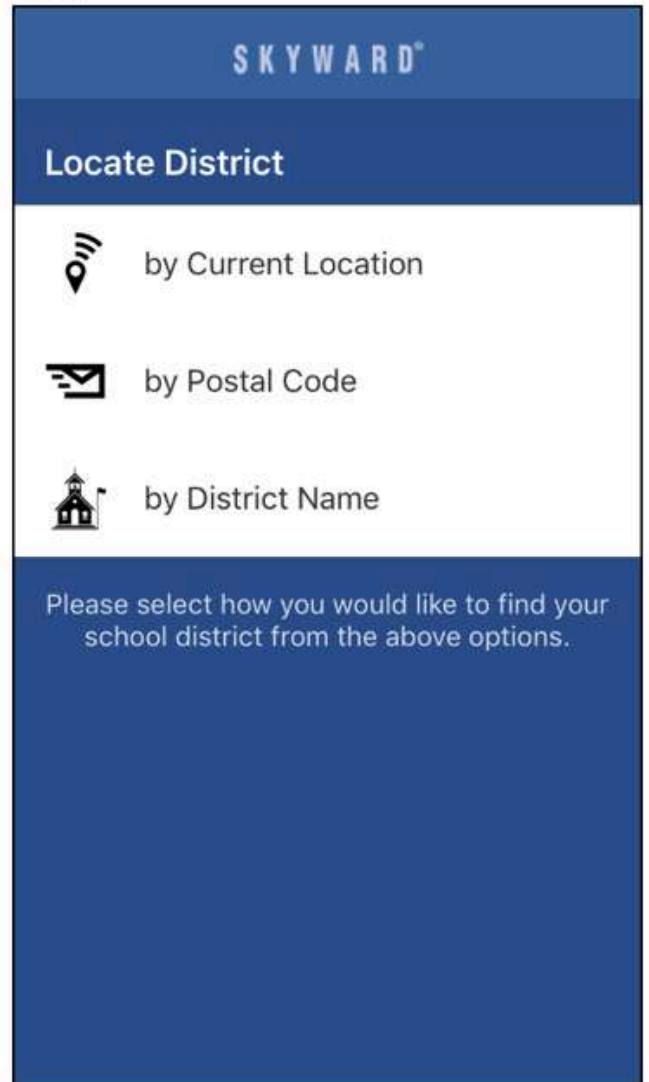 SKYWARD®
Locate District
by Current Location
by Postal Code
by District Name
Please select how you would like to find your
school district from the above options.